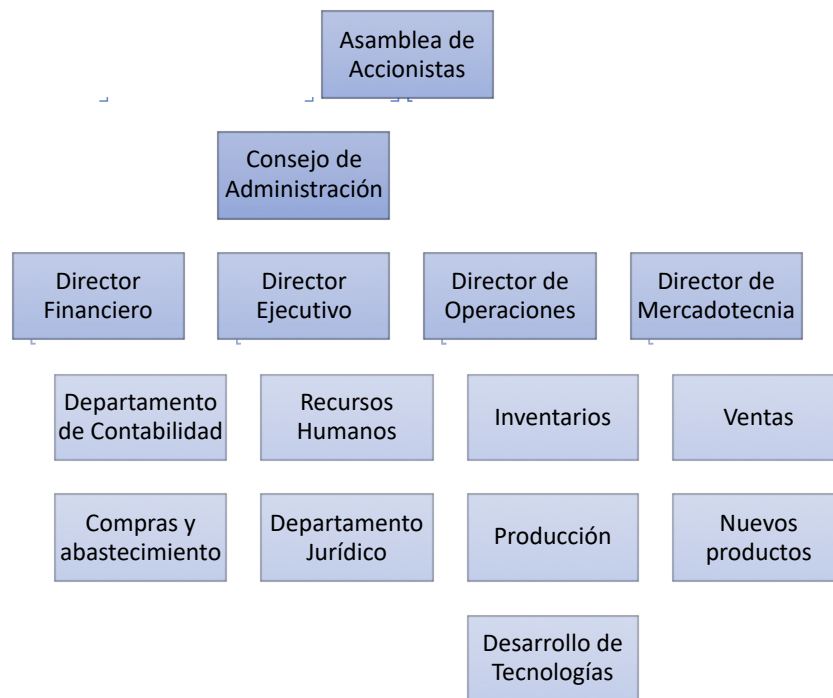 Asamblea de
Accionistas
Consejo de
Administración
Director
Financiero
Director
Ejecutivo
Director de
Operaciones
Director de
Mercadotecnia
Departamento
de Contabilidad
Recursos
Humanos
Inventarios
Ventas
Compras y
abastecimiento
Departamento
Jurídico
Producción
Nuevos
productos
Desarrollo de
Tecnologías